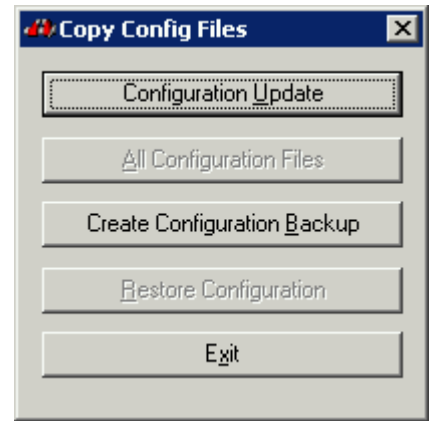 Copy Config Files
Configuration Update
All Configuration Files
Create Configuration Backup
Restore Configuration
Exit